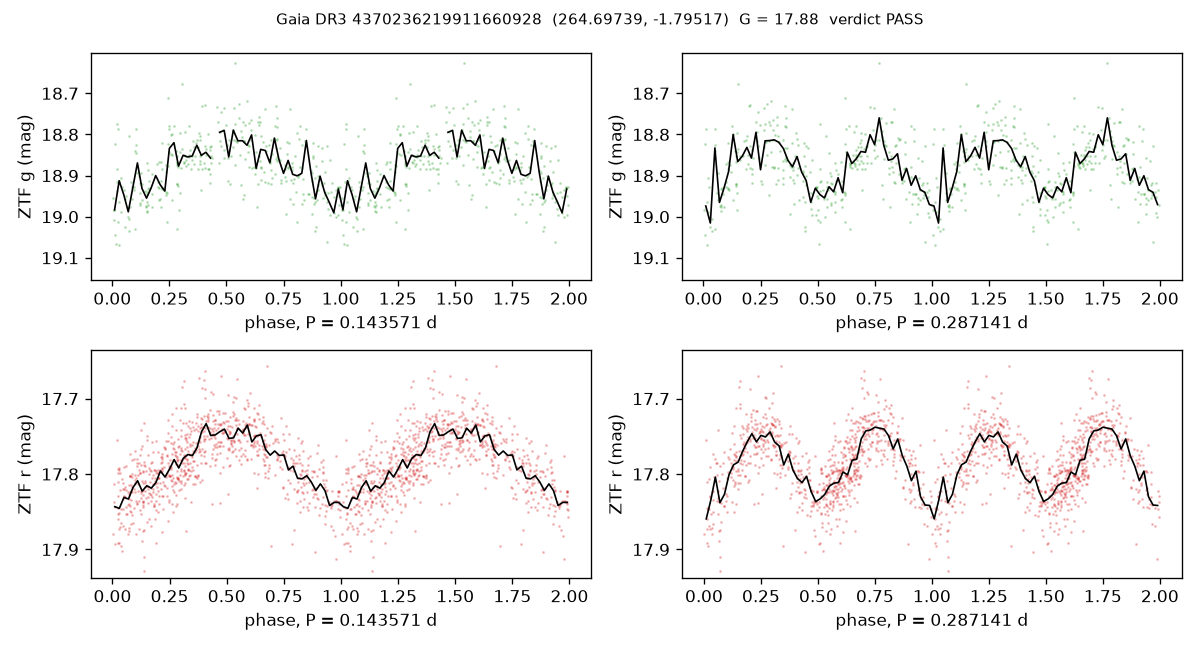 Gaia DR3 4370236219911660928  (264.69739, -1.79517)  G = 17.88  verdict PASS
ZTF g (mag)
18.7
18.8
18.9
19.0
19.1
0.00 0.25 0.50 0.75 1.00 1.25 1.50 1.75 2.00
phase, P = 0.143571 d
ZTF g (mag)
18.7
18.8
18.9
19.0
19.1
0.00 0.25 0.50 0.75 1.00 1.25 1.50 1.75 2.00
phase, P = 0.287141 d
ZTF r (mag)
17.7
17.8
17.9
0.00 0.25 0.50 0.75 1.00 1.25 1.50 1.75 2.00
phase, P = 0.143571 d
ZTF r (mag)
17.7
17.8
17.9
0.00 0.25 0.50 0.75 1.00 1.25 1.50 1.75 2.00
phase, P = 0.287141 d